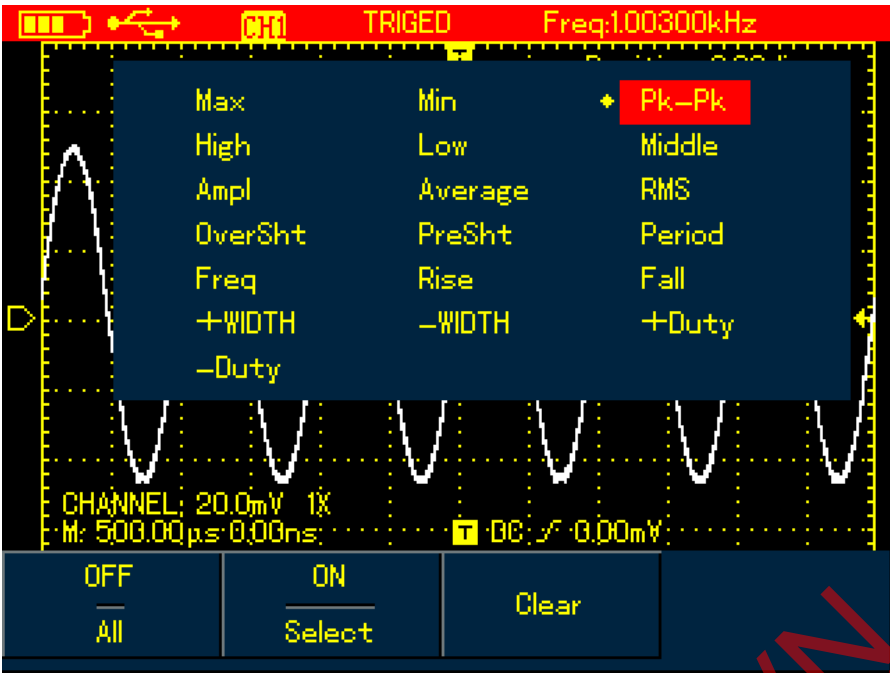 CH1 TRIGED Freq:1.00300kHz
Max Min Pk-Pk
High Low Middle
Ampl Average RMS
OverSht PreSht Period
Freq Rise Fall
+WIDTH -WIDTH +Duty
-Duty
CHANNEL: 20.0mV 1X
M: 500.00µs 0.00ns T DC 0.00mV
OFF ON Clear
All Select